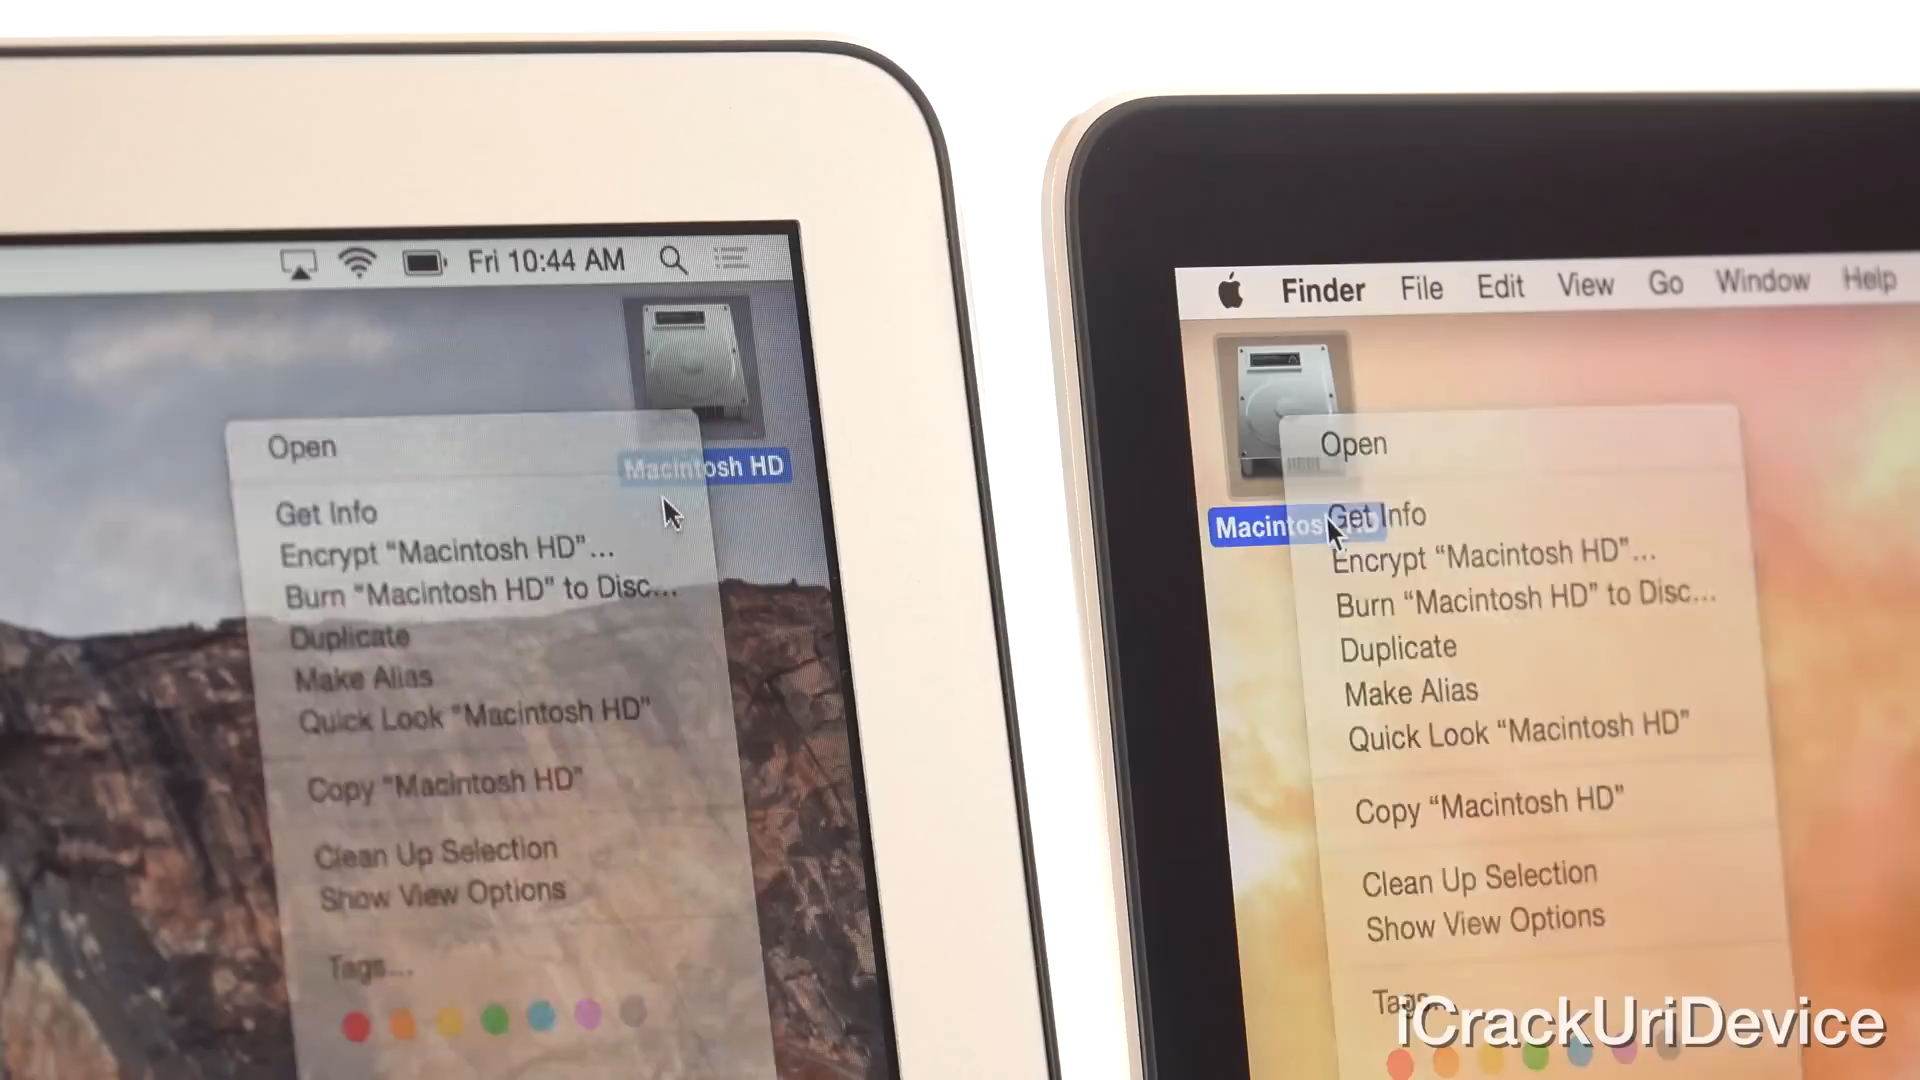 Fri 10:44 AM
Macintosh HD
Open
Get Info
Encrypt “Macintosh HD”...
Burn “Macintosh HD” to Disc...
Duplicate
Make Alias
Quick Look “Macintosh HD”
Copy “Macintosh HD”
Clean Up Selection
Show View Options
Tags...
Finder File Edit View Go Window Help
Macintosh HD
Open
Get Info
Encrypt “Macintosh HD”...
Burn “Macintosh HD” to Disc...
Duplicate
Make Alias
Quick Look “Macintosh HD”
Copy “Macintosh HD”
Clean Up Selection
Show View Options
Tags...
iCrackUriDevice